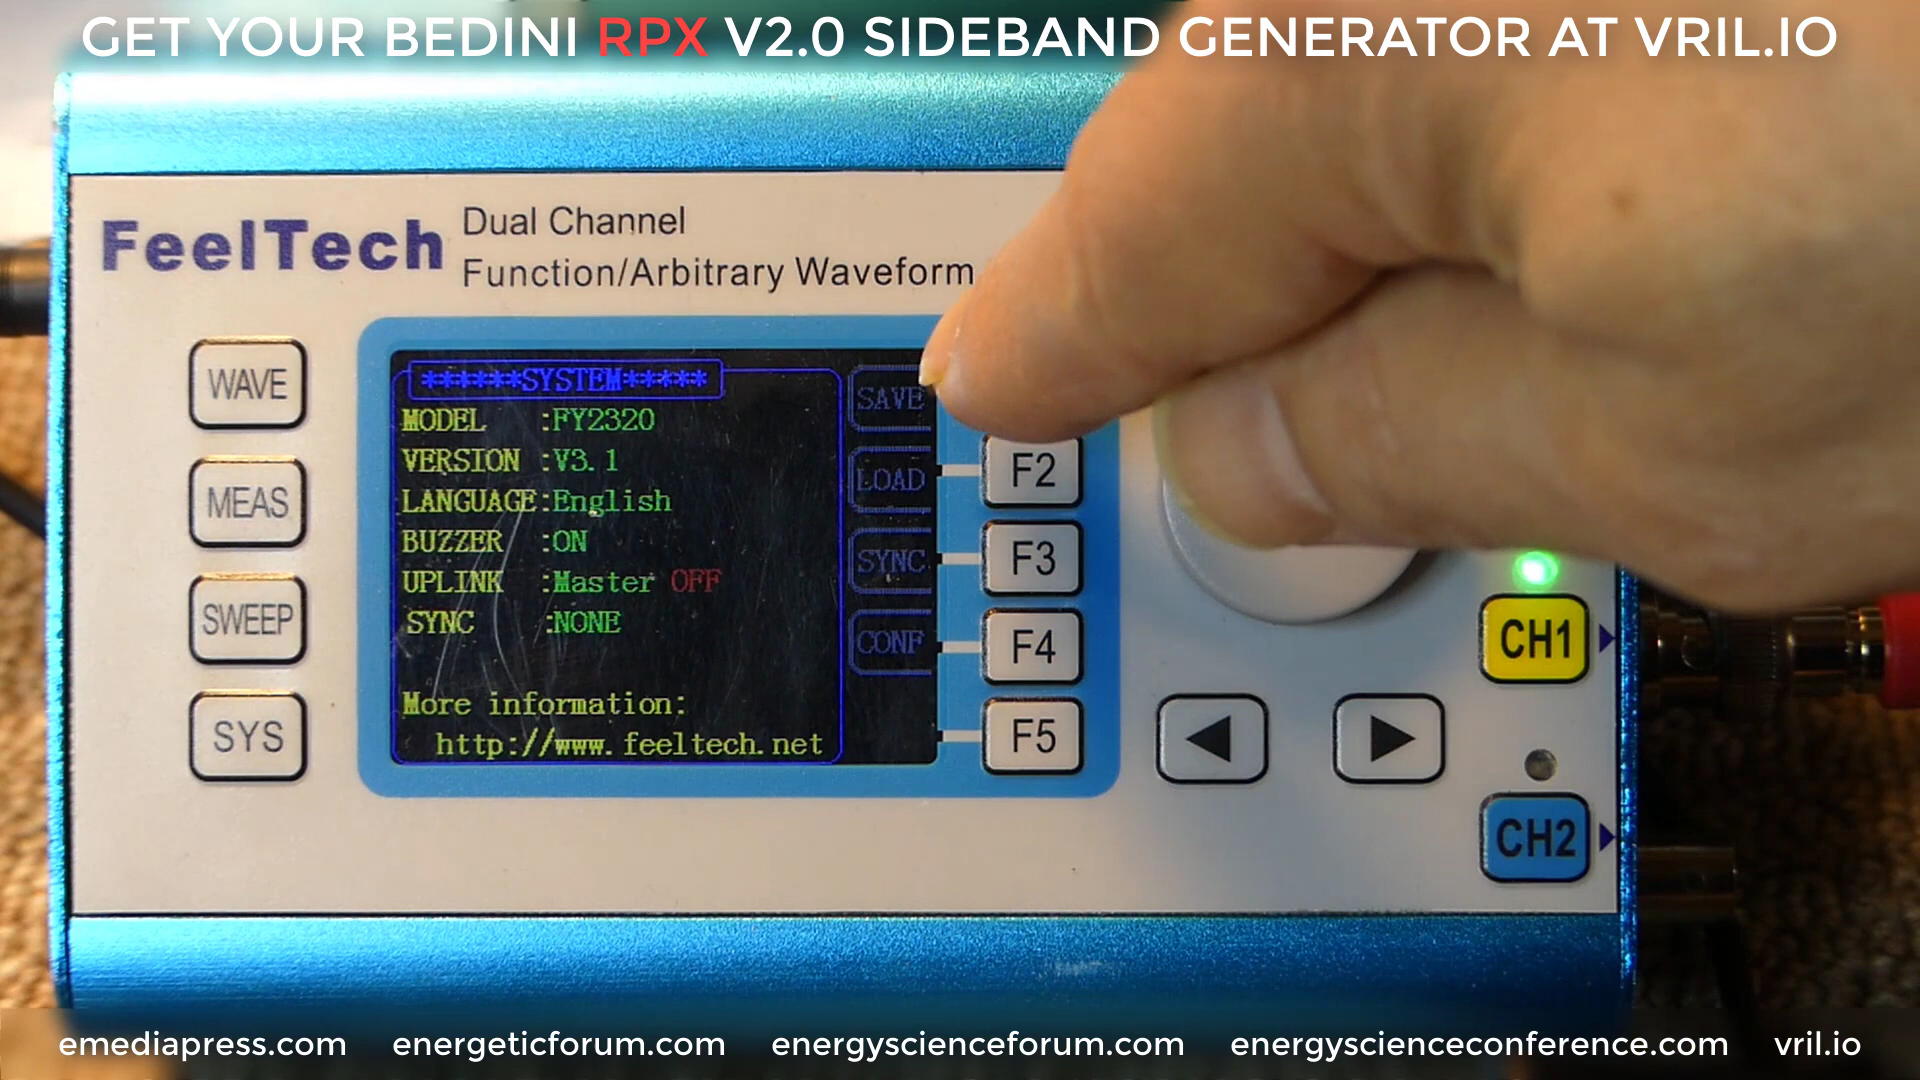 GET YOUR BEDINI RPX V2.0 SIDEBAND GENERATOR AT VRIL.IO
FeelTech
Dual Channel
Function/Arbitrary Waveform
WAVE
MEAS
SWEEP
SYS
******SYSTEM*****
MODEL :FY2320
VERSION :V3.1
LANGUAGE:English
BUZZER :ON
UPLINK :Master OFF
SYNC :NONE
More information:
http://www.feeltech.net
SAVE
LOAD
SYNC
CONF
F2
F3
F4
F5
CH1
CH2
emediapress.com energeticforum.com energyscienceforum.com energyscienceconference.com vril.io